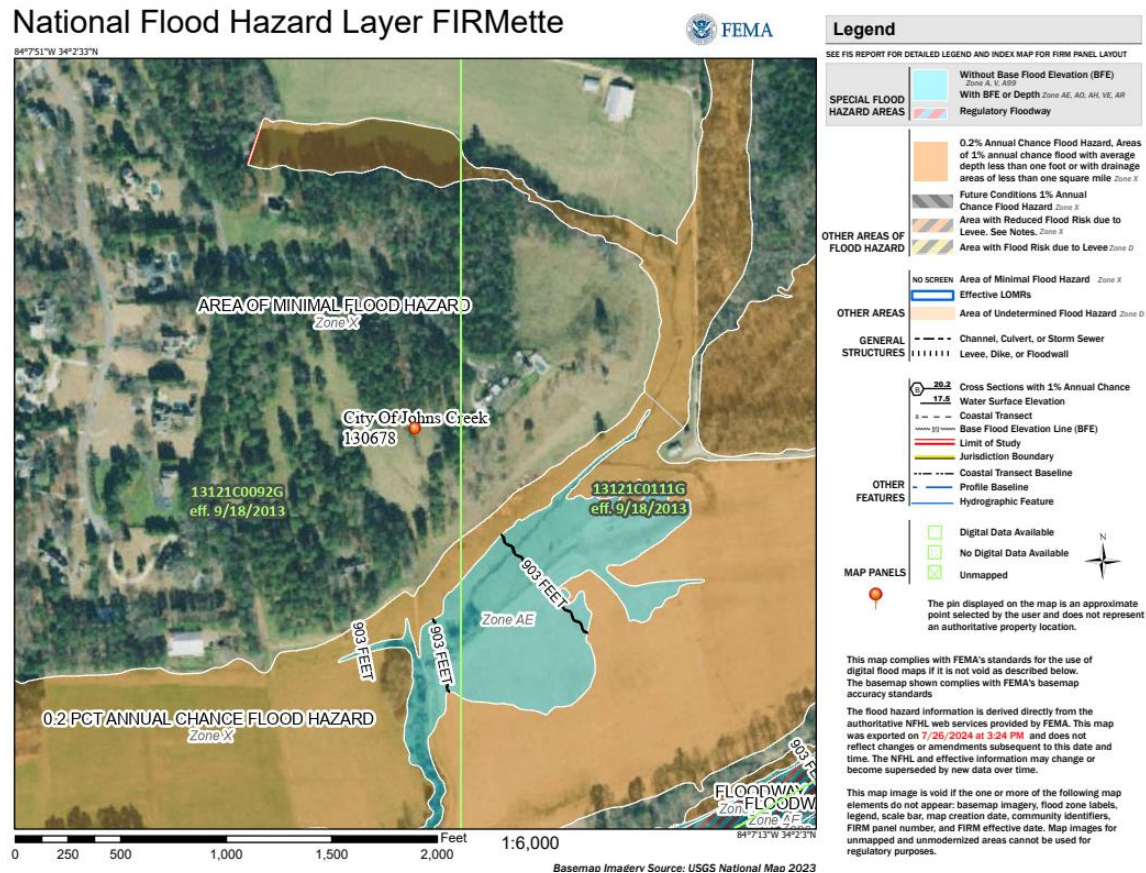 National Flood Hazard Layer FIRMette
FEMA
84°7'51"W 34°2'33"N
AREA OF MINIMAL FLOOD HAZARD
Zone X
City Of Johns Creek
130678
13121C0092G
eff. 9/18/2013
13121C0111G
eff. 9/18/2013
903 FEET
Zone AE
903 FEET
903 FEET
0.2 PCT ANNUAL CHANCE FLOOD HAZARD
Zone X
903 FE
FLOODWAY
FLOODW
Zone AE
Zone
84°7'13"W 34°2'3"N
Feet
1:6,000
0 250 500 1,000 1,500 2,000
Basemap Imagery Source: USGS National Map 2023
Legend
SEE FIS REPORT FOR DETAILED LEGEND AND INDEX MAP FOR FIRM PANEL LAYOUT
SPECIAL FLOOD
HAZARD AREAS
Without Base Flood Elevation (BFE)
Zone A, V, A99
With BFE or Depth Zone AE, AO, AH, VE, AR
Regulatory Floodway
0.2% Annual Chance Flood Hazard, Areas
of 1% annual chance flood with average
depth less than one foot or with drainage
areas of less than one square mile Zone X
Future Conditions 1% Annual
Chance Flood Hazard Zone X
Area with Reduced Flood Risk due to
Levee. See Notes. Zone X
Area with Flood Risk due to Levee Zone D
OTHER AREAS OF
FLOOD HAZARD
NO SCREEN Area of Minimal Flood Hazard Zone X
Effective LOMRs
OTHER AREAS
Area of Undetermined Flood Hazard Zone D
GENERAL
STRUCTURES
Channel, Culvert, or Storm Sewer
Levee, Dike, or Floodwall
B 20.2 Cross Sections with 1% Annual Chance
17.5 Water Surface Elevation
8 Coastal Transect
513 Base Flood Elevation Line (BFE)
Limit of Study
Jurisdiction Boundary
Coastal Transect Baseline
OTHER
FEATURES
Profile Baseline
Hydrographic Feature
Digital Data Available
No Digital Data Available
Unmapped
MAP PANELS
N
The pin displayed on the map is an approximate
point selected by the user and does not represent
an authoritative property location.
This map complies with FEMA's standards for the use of
digital flood maps if it is not void as described below.
The basemap shown complies with FEMA's basemap
accuracy standards
The flood hazard information is derived directly from the
authoritative NFHL web services provided by FEMA. This map
was exported on 7/26/2024 at 3:24 PM and does not
reflect changes or amendments subsequent to this date and
time. The NFHL and effective information may change or
become superseded by new data over time.
This map image is void if the one or more of the following map
elements do not appear: basemap imagery, flood zone labels,
legend, scale bar, map creation date, community identifiers,
FIRM panel number, and FIRM effective date. Map images for
unmapped and unmodernized areas cannot be used for
regulatory purposes.